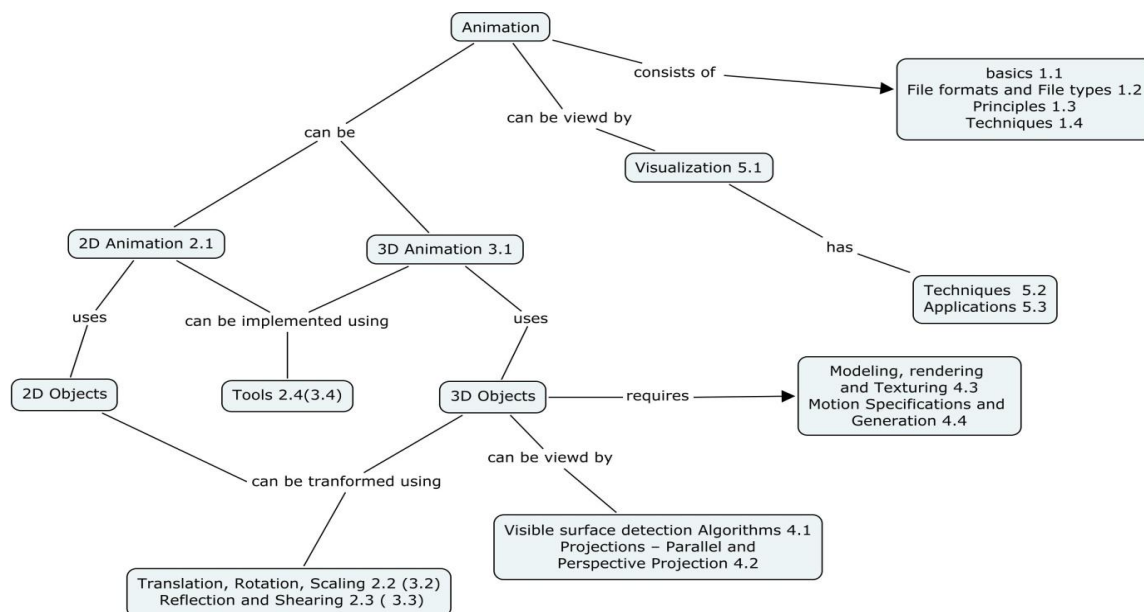 Animation
consists of
basics 1.1
File formats and File types 1.2
Principles 1.3
Techniques 1.4
can be viewd by
can be
Visualization 5.1
2D Animation 2.1
3D Animation 3.1
has
Techniques 5.2
Applications 5.3
uses
can be implemented using
uses
2D Objects
Tools 2.4(3.4)
3D Objects
requires
Modeling, rendering
and Texturing 4.3
Motion Specifications and
Generation 4.4
can be viewd by
can be tranformed using
Visible surface detection Algorithms 4.1
Projections – Parallel and
Perspective Projection 4.2
Translation, Rotation, Scaling 2.2 (3.2)
Reflection and Shearing 2.3 ( 3.3)